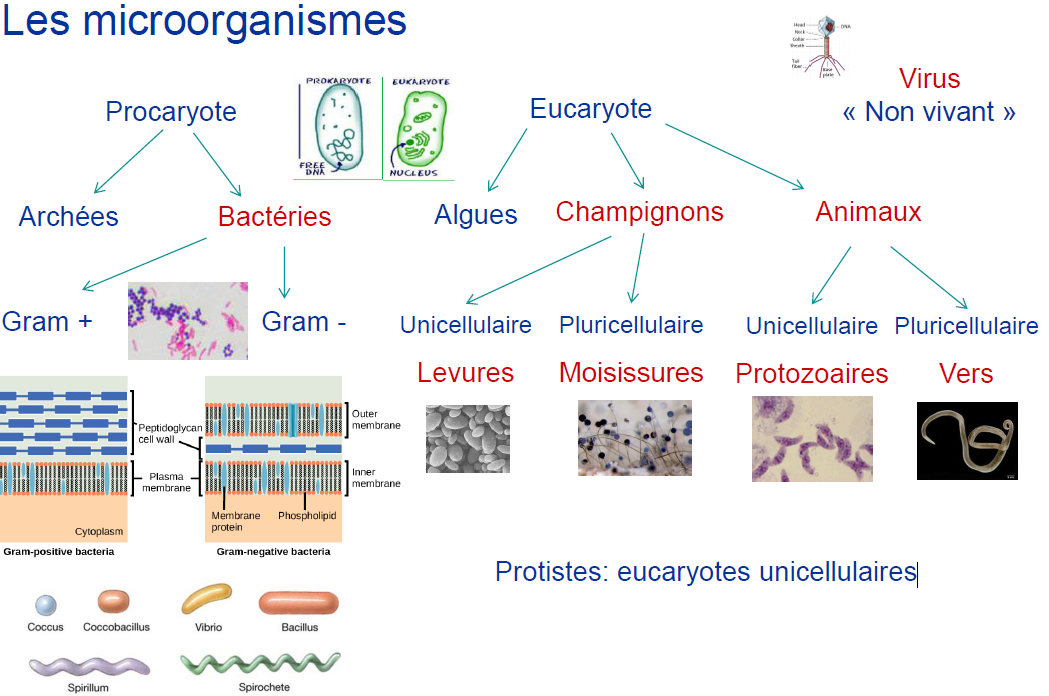 Les microorganismes
Head
Neck
Collar
Sheath
Tail
fiber
DNA
Base
plate
Virus
« Non vivant »
Procaryote
PROKARYOTE
EUKARYOTE
FREE
DNA
NUCLEUS
Eucaryote
Archées
Bactéries
Algues
Champignons
Animaux
Gram +
Gram -
Unicellulaire
Pluricellulaire
Unicellulaire
Pluricellulaire
Levures
Moisissures
Protozoaires
Vers
Peptidoglycan
cell wall
Plasma
membrane
Outer
membrane
Inner
membrane
Membrane
protein
Phospholipid
Cytoplasm
Gram-positive bacteria
Gram-negative bacteria
Protistes: eucaryotes unicellulaires
Coccus
Coccobacillus
Vibrio
Bacillus
Spirillum
Spirochete